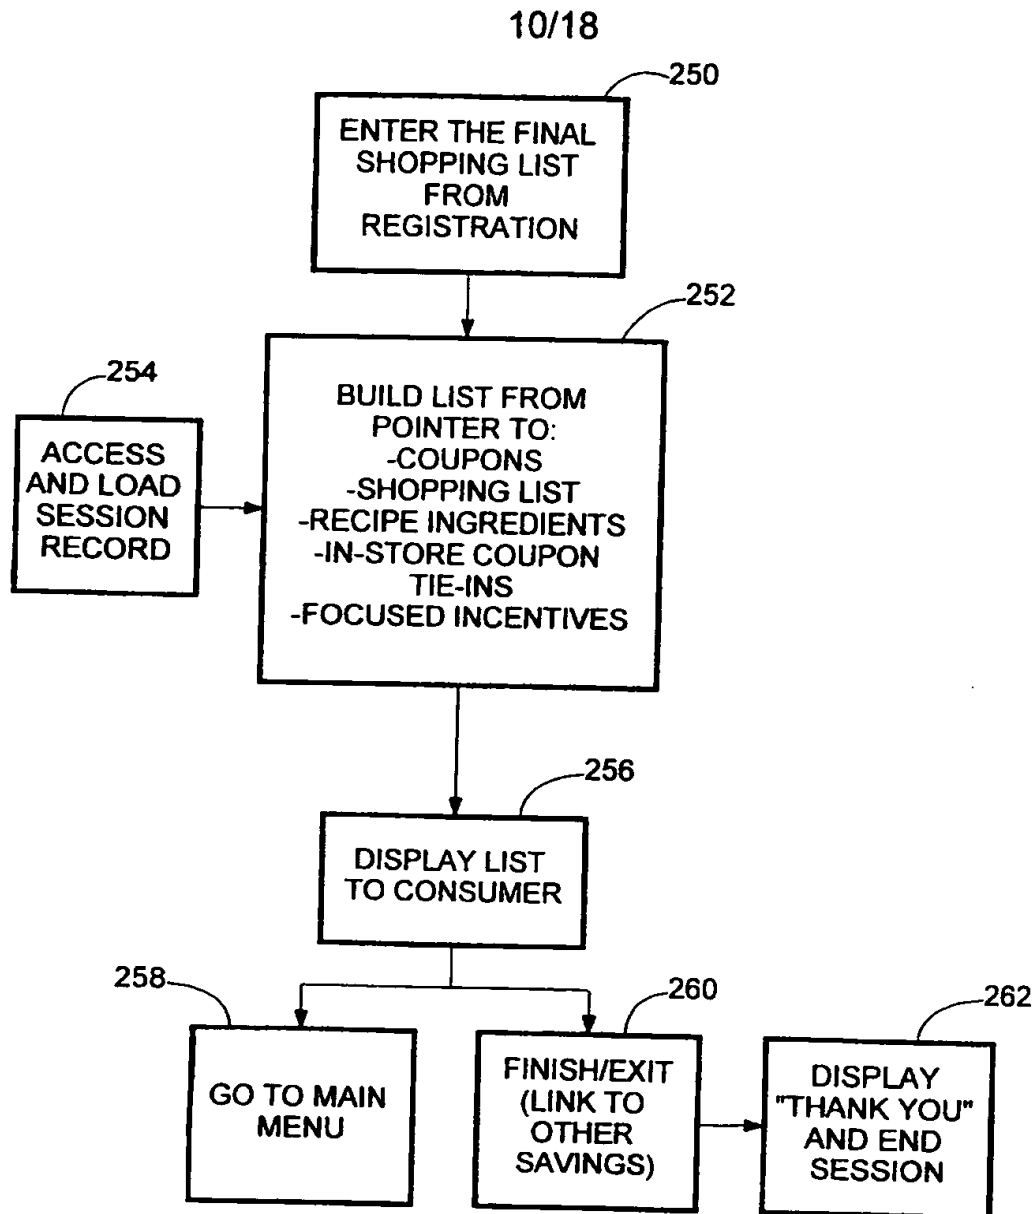 10/18
250
ENTER THE FINAL
SHOPPING LIST
FROM
REGISTRATION
252
BUILD LIST FROM
POINTER TO:
-COUPONS
-SHOPPING LIST
-RECIPE INGREDIENTS
-IN-STORE COUPON
TIE-INS
-FOCUSED INCENTIVES
254
ACCESS
AND LOAD
SESSION
RECORD
256
DISPLAY LIST
TO CONSUMER
258
GO TO MAIN
MENU
260
FINISH/EXIT
(LINK TO
OTHER
SAVINGS)
262
DISPLAY
"THANK YOU"
AND END
SESSION